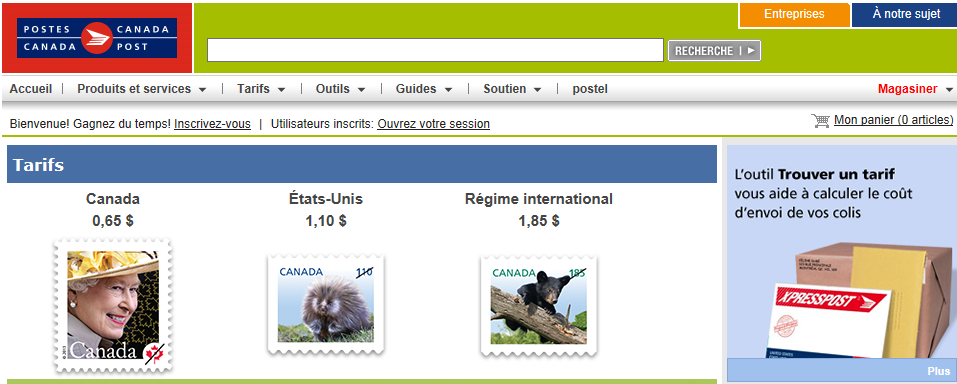 POSTES CANADA
CANADA POST
Entreprises
À notre sujet
RECHERCHE
Accueil | Produits et services | Tarifs | Outils | Guides | Soutien | postel
Magasiner
Bienvenue! Gagnez du temps! Inscrivez-vous | Utilisateurs inscrits: Ouvrez votre session
Mon panier (0 articles)
Tarifs
Canada
0,65 $
États-Unis
1,10 $
Régime international
1,85 $
Canada
CANADA 110
CANADA 185
L'outil Trouver un tarif
vous aide à calculer le coût
d'envoi de vos colis
XPRESSPOST
Plus